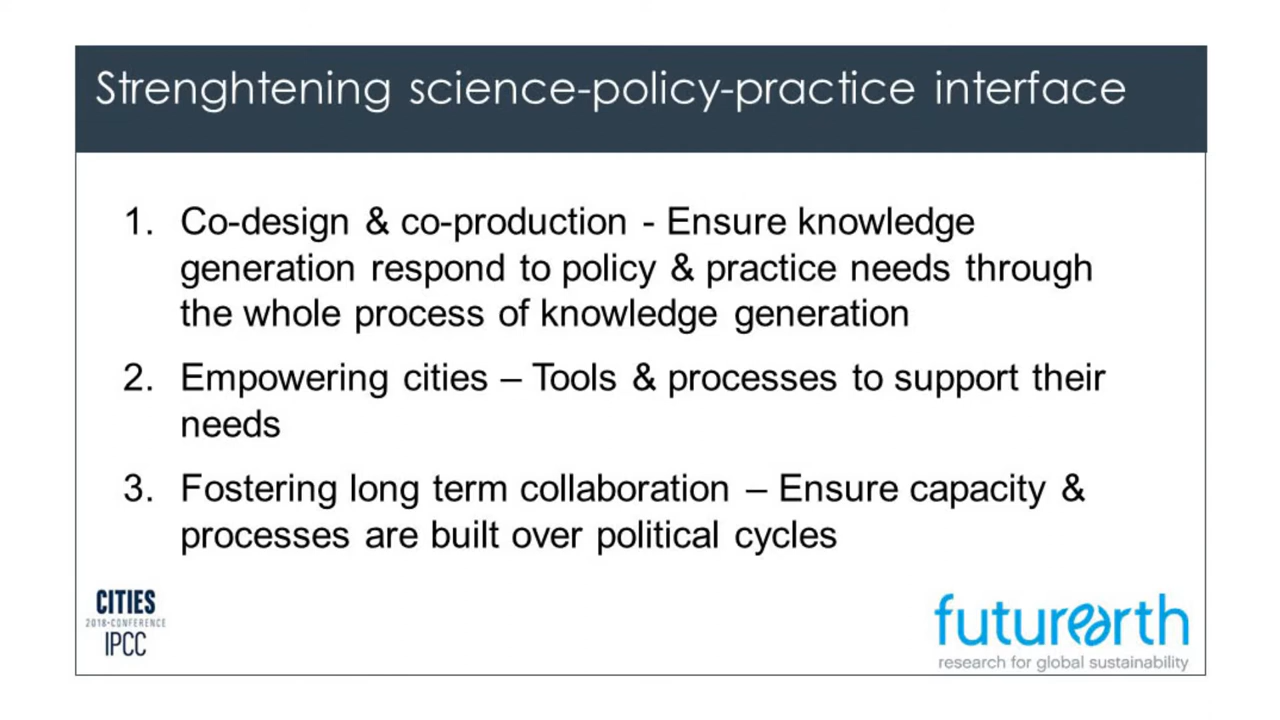 Strenghtening science-policy-practice interface
1. Co-design & co-production - Ensure knowledge
generation respond to policy & practice needs through
the whole process of knowledge generation
2. Empowering cities – Tools & processes to support their
needs
3. Fostering long term collaboration – Ensure capacity &
processes are built over political cycles
CITIES
2018•CONFERENCE
IPCC
futurearth
research for global sustainability